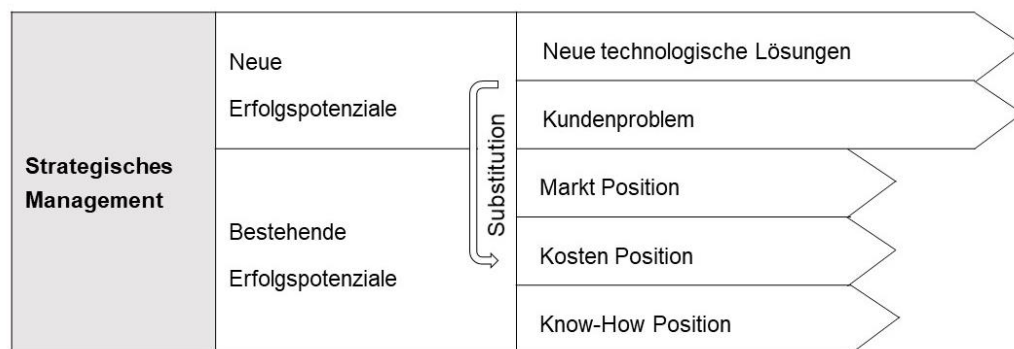 Strategisches
Management
Neue
Erfolgspotenziale
Bestehende
Erfolgspotenziale
Substitution
Neue technologische Lösungen
Kundenproblem
Markt Position
Kosten Position
Know-How Position